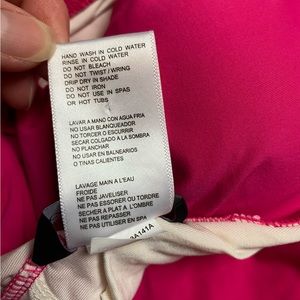 HAND WASH IN COLD WATER
RINSE IN COLD WATER
DO NOT BLEACH
DO NOT TWIST / WRING
DRIP DRY IN SHADE
DO NOT IRON
DO NOT USE IN SPAS
OR HOT TUBS
LAVAR A MANO CON AGUA FRIA
NO USAR BLANQUEADOR
NO TORCER O ESCURRIR
SECAR COLGADO A LA SOMBRA
NO PLANCHAR
NO USAR EN BALNEARIOS
O TINAS CALIENTES
LAVAGE MAIN A L'EAU
FROIDE
NE PAS JAVELISER
NE PAS ESSORER OU TORDRE
SECHER A PLAT A L'OMBRE
NE PAS REPASSER
NE PAS UTILISER EN SPA
A141A